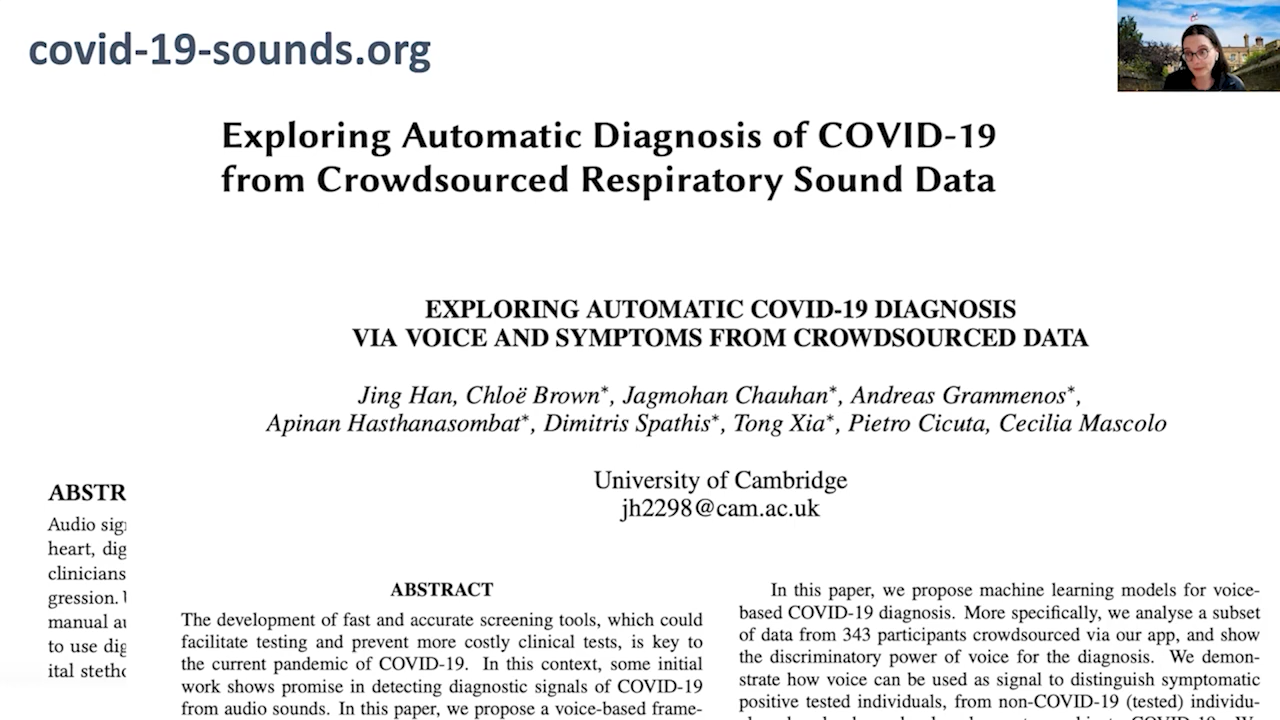 covid-19-sounds.org
Exploring Automatic Diagnosis of COVID-19
from Crowdsourced Respiratory Sound Data
EXPLORING AUTOMATIC COVID-19 DIAGNOSIS
VIA VOICE AND SYMPTOMS FROM CROWDSOURCED DATA
Jing Han, Chloë Brown*, Jagmohan Chauhan*, Andreas Grammenos*,
Apinan Hasthanasombat*, Dimitris Spathis*, Tong Xia*, Pietro Cicuta, Cecilia Mascolo
University of Cambridge
jh2298@cam.ac.uk
ABSTR
Audio sig
heart, dig
clinicians
gression.
manual au
to use dig
ital stetho
ABSTRACT
The development of fast and accurate screening tools, which could
facilitate testing and prevent more costly clinical tests, is key to
the current pandemic of COVID-19. In this context, some initial
work shows promise in detecting diagnostic signals of COVID-19
from audio sounds. In this paper, we propose a voice-based frame-
In this paper, we propose machine learning models for voice-
based COVID-19 diagnosis. More specifically, we analyse a subset
of data from 343 participants crowdsourced via our app, and show
the discriminatory power of voice for the diagnosis. We demon-
strate how voice can be used as signal to distinguish symptomatic
positive tested individuals, from non-COVID-19 (tested) individu-